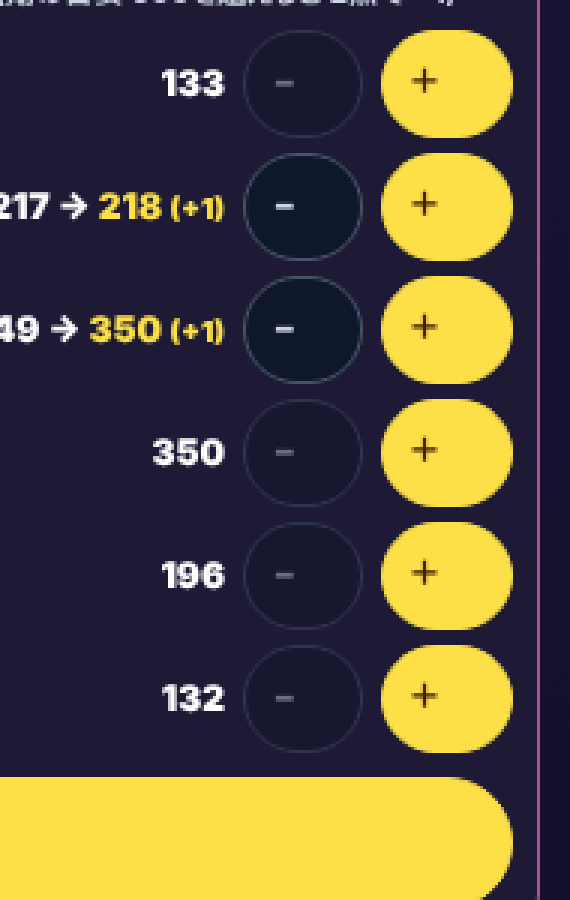 133 - +
217 → 218 (+1) - +
49 → 350 (+1) - +
350 - +
196 - +
132 - +